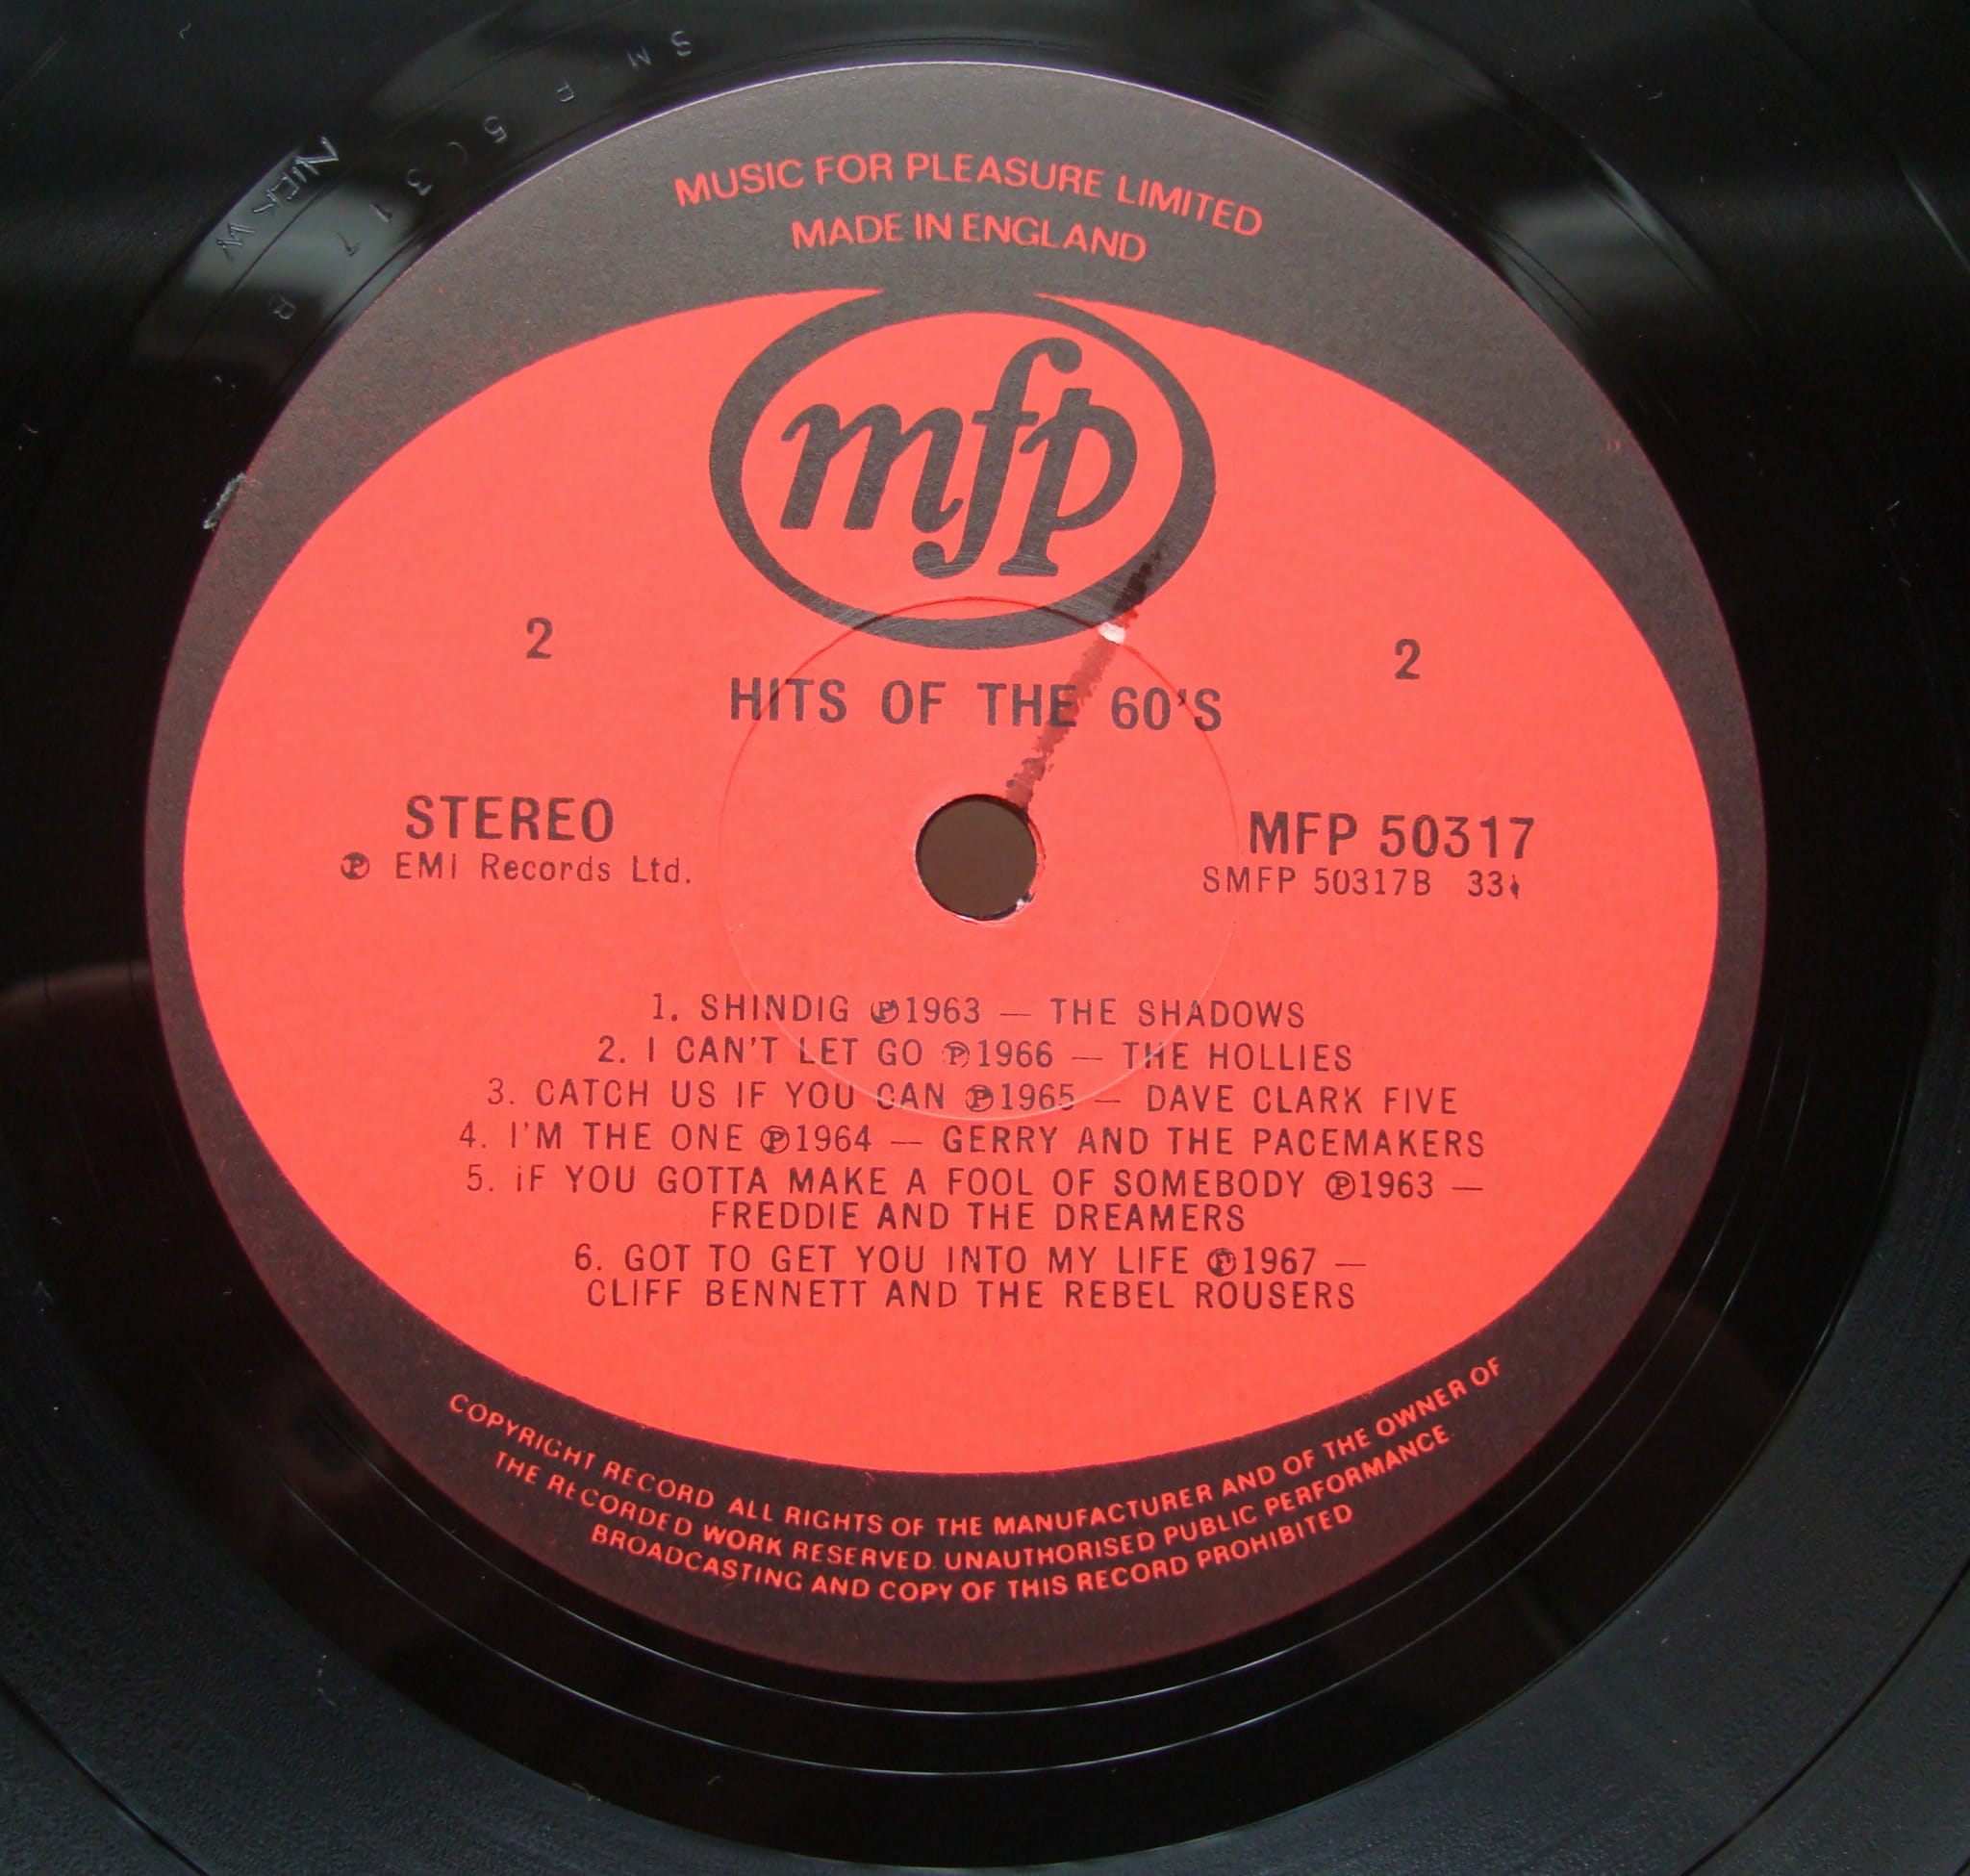 SMFP 50317 B
NICK W
MUSIC FOR PLEASURE LIMITED
MADE IN ENGLAND
mfp
2 2
HITS OF THE 60'S
STEREO MFP 50317
℗ EMI Records Ltd. SMFP 50317B 33⅓
1. SHINDIG ℗1963 — THE SHADOWS
2. I CAN'T LET GO ℗1966 — THE HOLLIES
3. CATCH US IF YOU CAN ℗1965 — DAVE CLARK FIVE
4. I'M THE ONE ℗1964 — GERRY AND THE PACEMAKERS
5. IF YOU GOTTA MAKE A FOOL OF SOMEBODY ℗1963 —
FREDDIE AND THE DREAMERS
6. GOT TO GET YOU INTO MY LIFE ℗1967 —
CLIFF BENNETT AND THE REBEL ROUSERS
COPYRIGHT RECORD ALL RIGHTS OF THE MANUFACTURER AND OF THE OWNER OF
THE RECORDED WORK RESERVED. UNAUTHORISED PUBLIC PERFORMANCE
BROADCASTING AND COPY OF THIS RECORD PROHIBITED